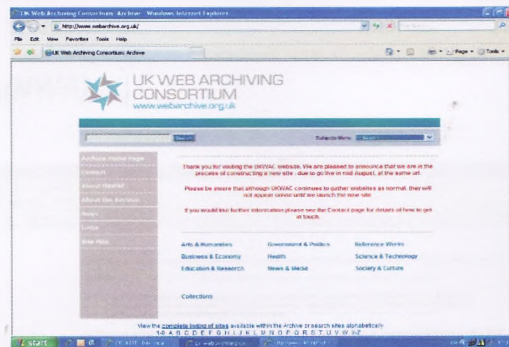 UK Web Archiving Consortium: Archive - Windows Internet Explorer
http://www.webarchive.org.uk/
File Edit View Favorites Tools Help
UK Web Archiving Consortium: Archive
Page Tools
UK WEB ARCHIVING
CONSORTIUM
www.webarchive.org.uk
Archive Home Page
Contact
About the Archive
News
Links
Site Help
Thank you for visiting the UKWAC website. We are pleased to announce that we are in the
process of constructing a new site - due to go live in mid August, at the same url.
Please be aware that although UKWAC continues to gather websites as normal, they will
not appear online until we launch the new site.
If you would like further information please see the Contact page for details of how to get
in touch.
Arts & Humanities Government & Politics Reference Works
Business & Economy Health Science & Technology
Education & Research News & Media Society & Culture
Collections
View the complete listing of sites available within the Archive or search sites alphabetically
1-9 A B C D E F G H I J K L M N O P Q R S T U V W X-Z
start